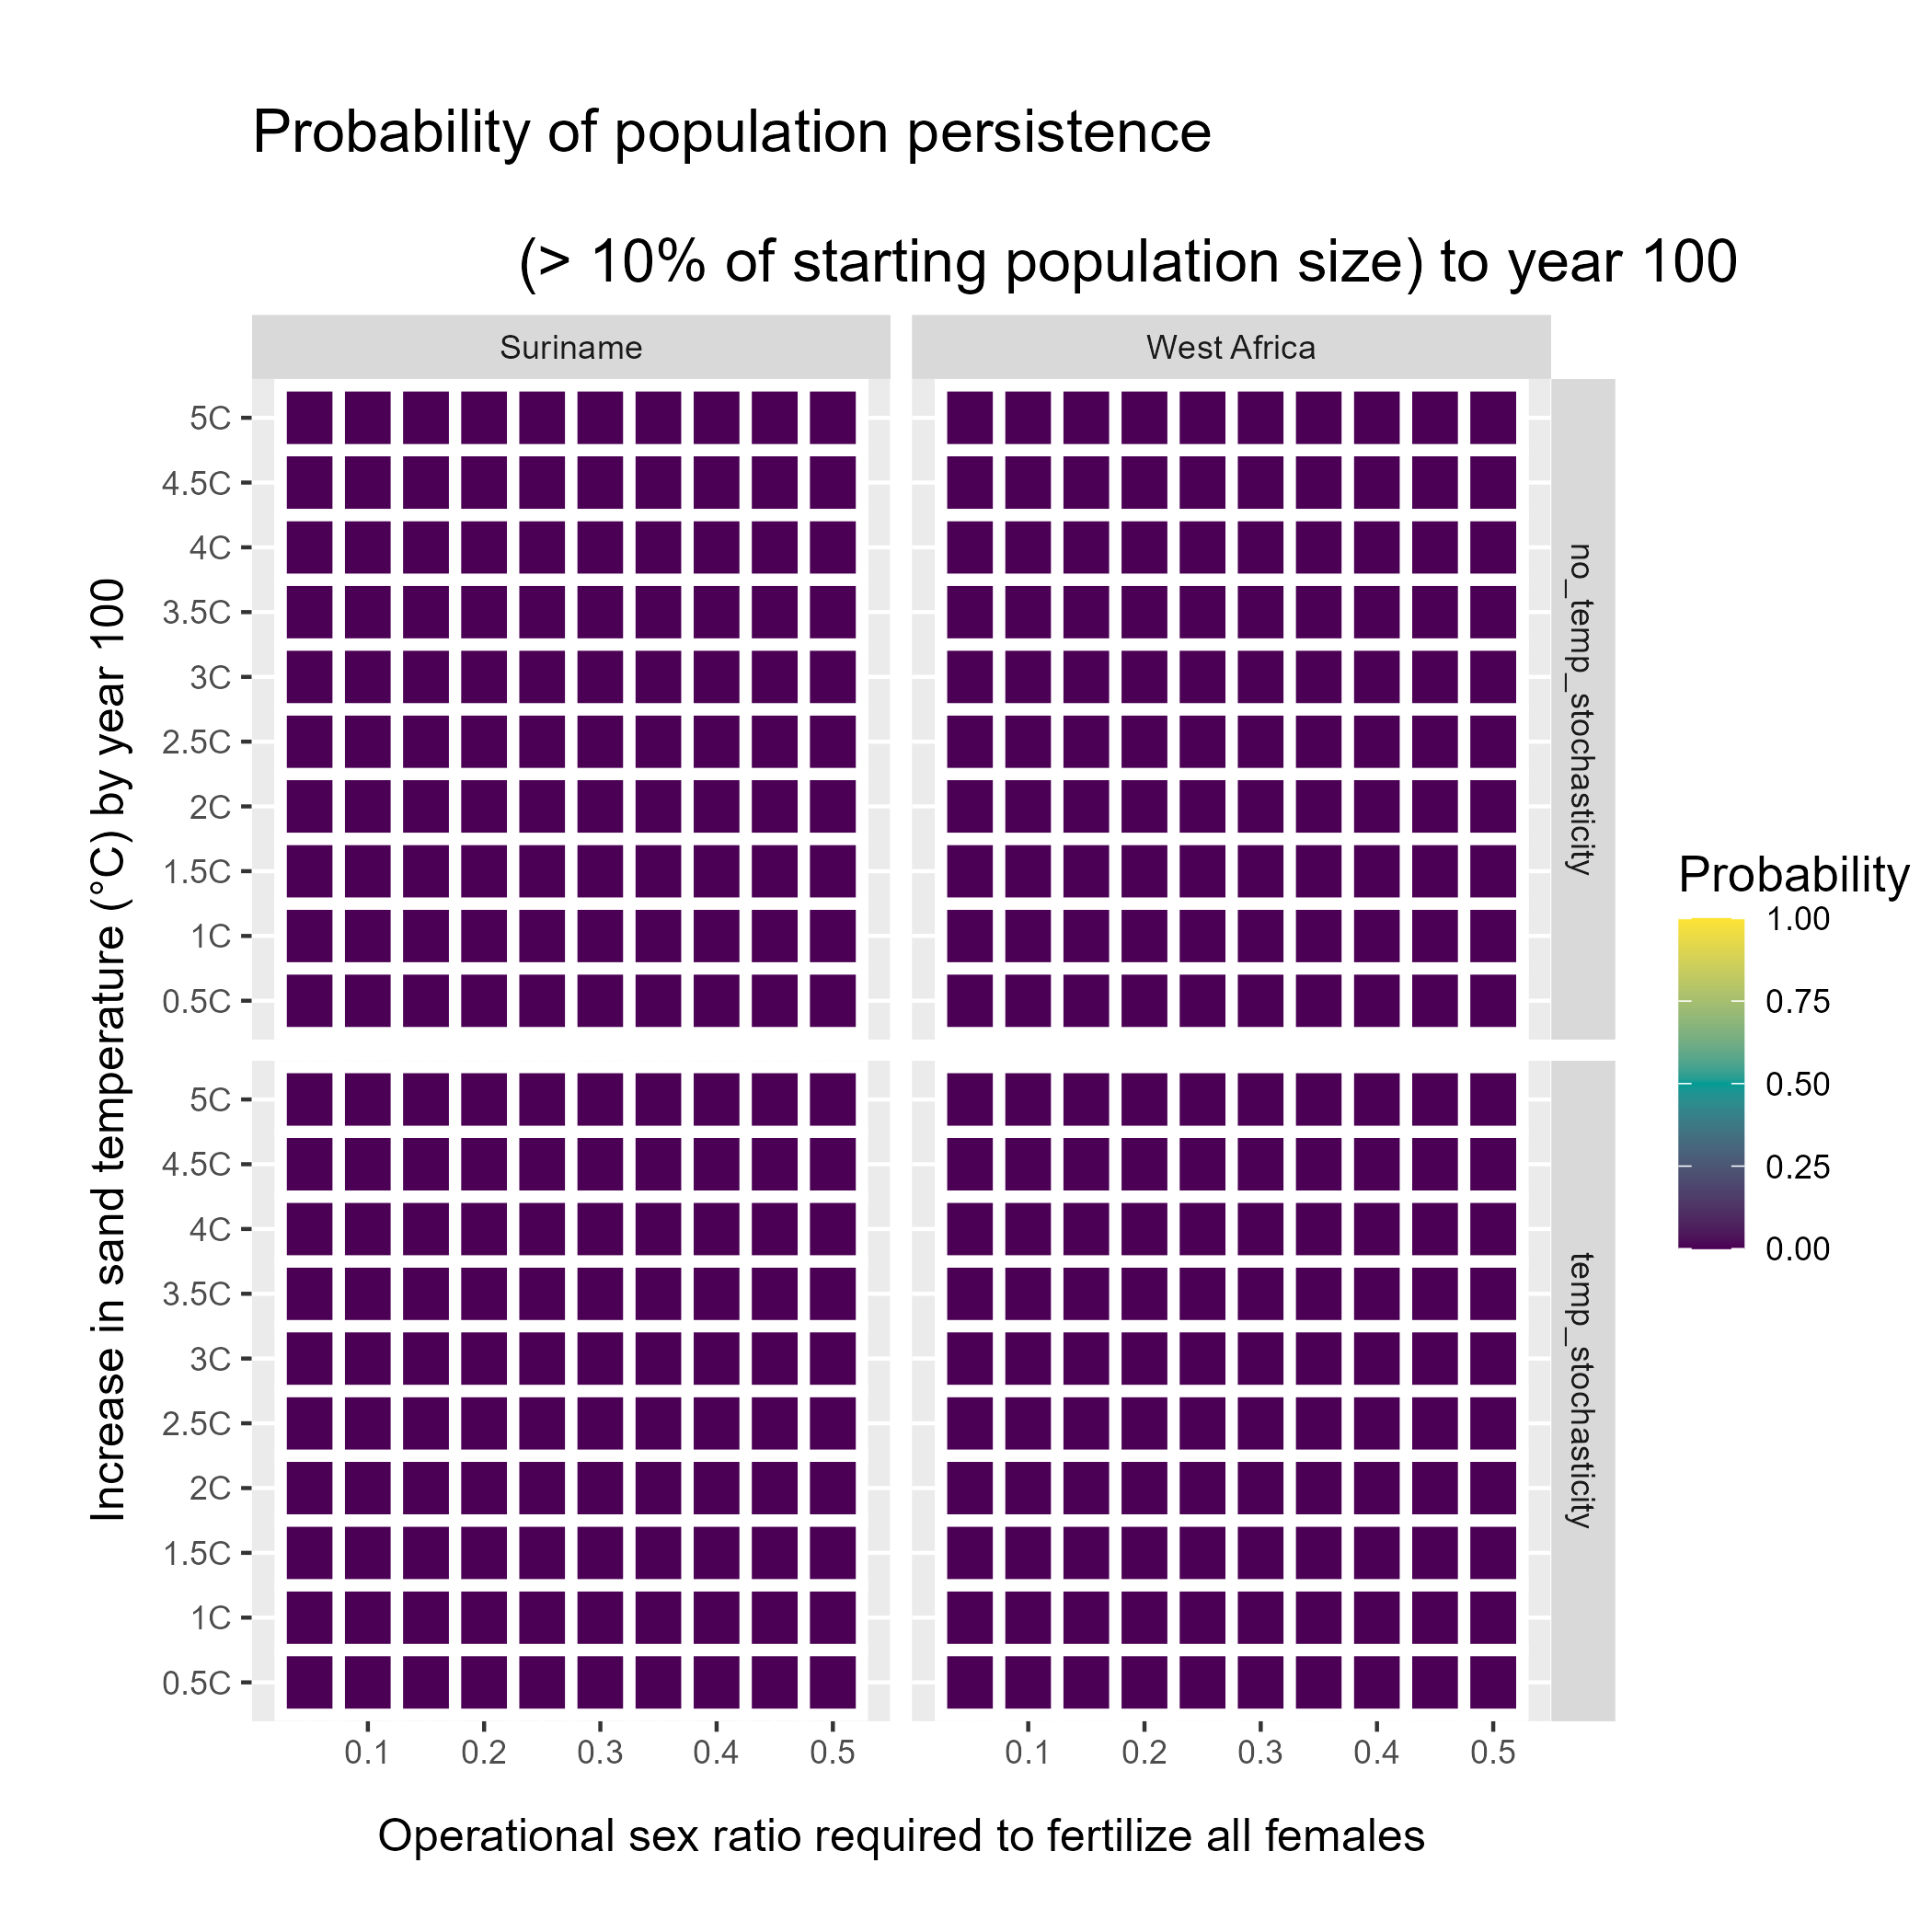 Probability of population persistence
(> 10% of starting population size) to year 100
Suriname
West Africa
5C
4.5C
4C
3.5C
3C
2.5C
2C
1.5C
1C
0.5C
no_temp_stochasticity
5C
4.5C
4C
3.5C
3C
2.5C
2C
1.5C
1C
0.5C
temp_stochasticity
Increase in sand temperature (°C) by year 100
0.1 0.2 0.3 0.4 0.5
0.1 0.2 0.3 0.4 0.5
Operational sex ratio required to fertilize all females
Probability
1.00
0.75
0.50
0.25
0.00